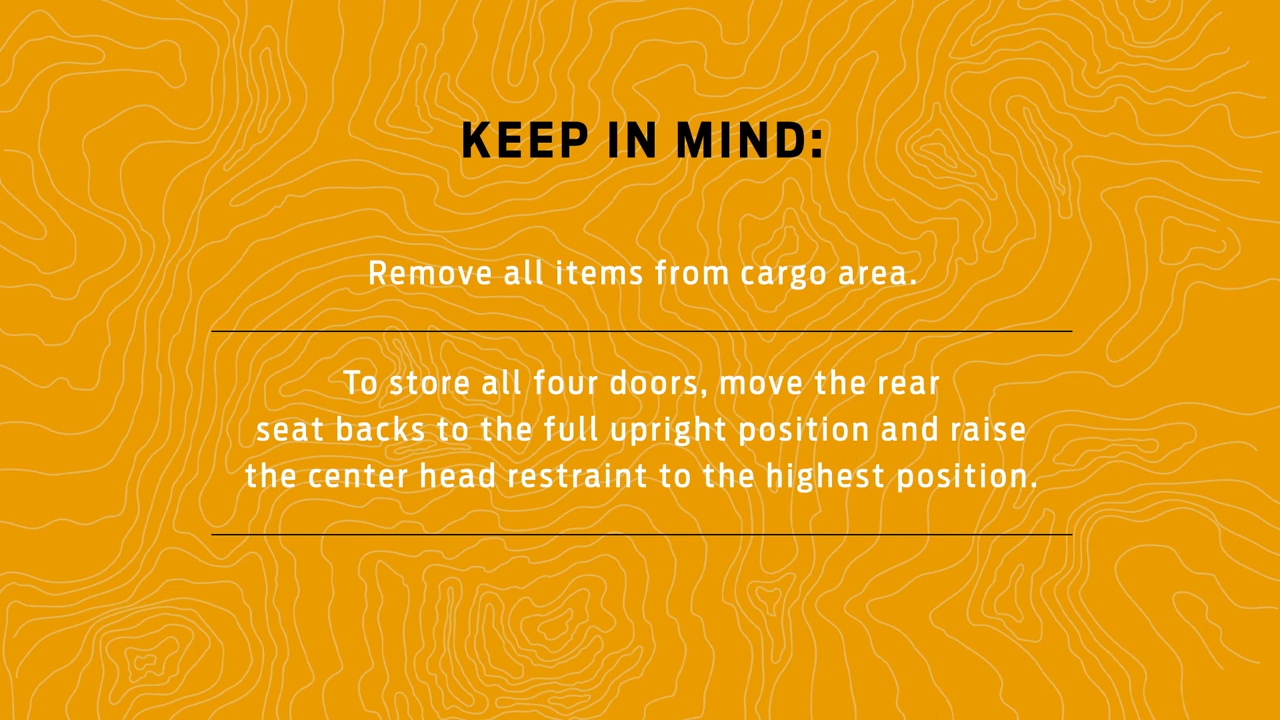 KEEP IN MIND:
Remove all items from cargo area.
To store all four doors, move the rear
seat backs to the full upright position and raise
the center head restraint to the highest position.